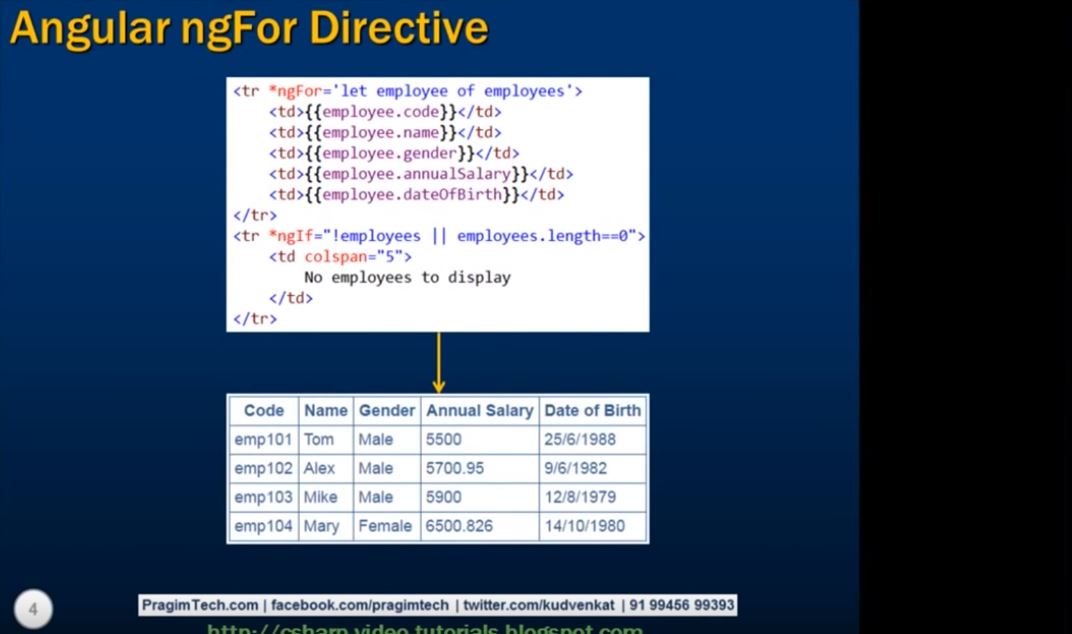 Angular ngFor Directive
<tr *ngFor='let employee of employees'>
<td>{{employee.code}}</td>
<td>{{employee.name}}</td>
<td>{{employee.gender}}</td>
<td>{{employee.annualSalary}}</td>
<td>{{employee.dateOfBirth}}</td>
</tr>
<tr *ngIf="!employees || employees.length==0">
<td colspan="5">
No employees to display
</td>
</tr>
Code Name Gender Annual Salary Date of Birth
emp101 Tom Male 5500 25/6/1988
emp102 Alex Male 5700.95 9/6/1982
emp103 Mike Male 5900 12/8/1979
emp104 Mary Female 6500.826 14/10/1980
4
PragimTech.com | facebook.com/pragimtech | twitter.com/kudvenkat | 91 99456 99393
http://csharp-video-tutorials.blogspot.com